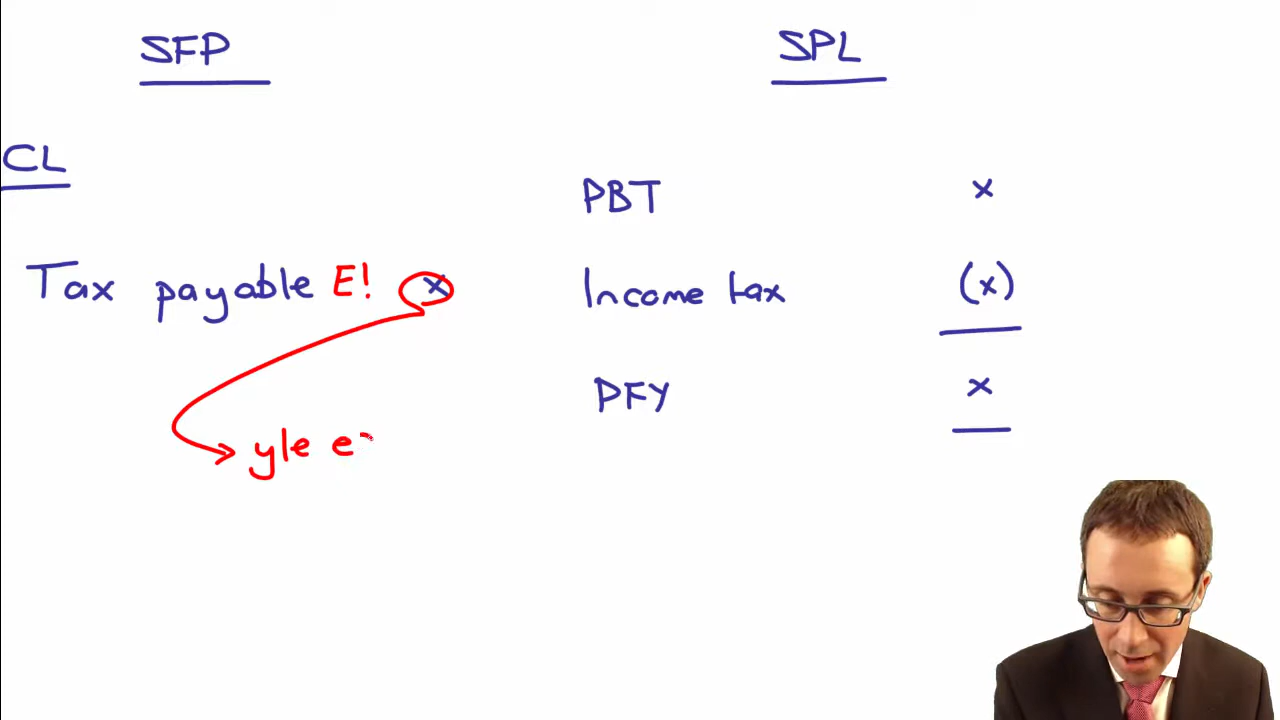 SFP
SPL
CL
PBT x
Tax payable E! x
Income tax (x)
PFY x
yle